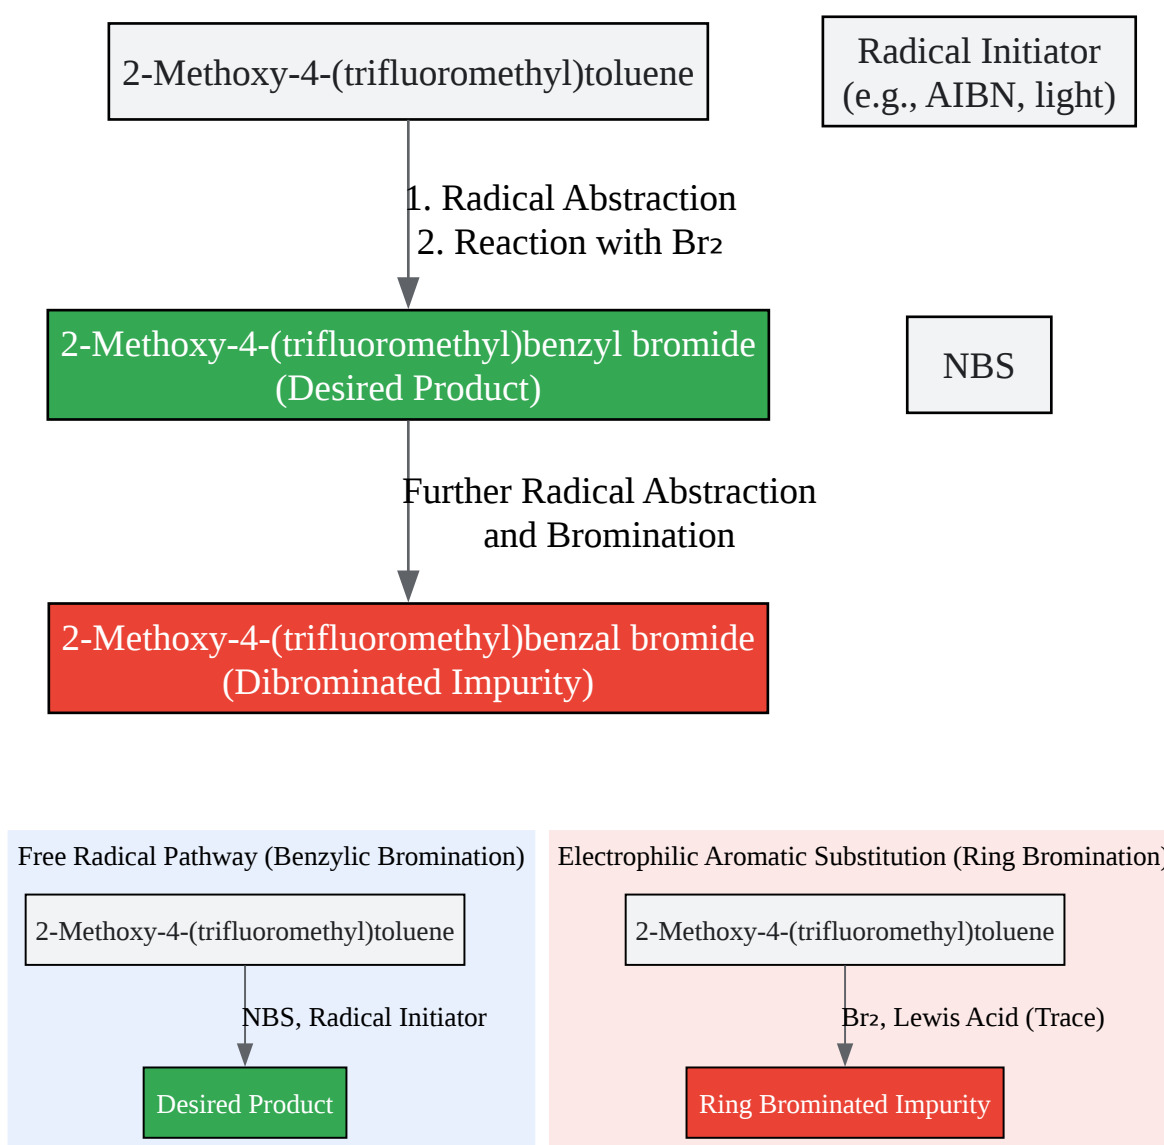 2-Methoxy-4-(trifluoromethyl)toluene
Radical Initiator
(e.g., AIBN, light)
1. Radical Abstraction
2. Reaction with Br₂
2-Methoxy-4-(trifluoromethyl)benzyl bromide
(Desired Product)
NBS
Further Radical Abstraction
and Bromination
2-Methoxy-4-(trifluoromethyl)benzal bromide
(Dibrominated Impurity)
Free Radical Pathway (Benzylic Bromination)
2-Methoxy-4-(trifluoromethyl)toluene
NBS, Radical Initiator
Desired Product
Electrophilic Aromatic Substitution (Ring Bromination)
2-Methoxy-4-(trifluoromethyl)toluene
Br₂, Lewis Acid (Trace)
Ring Brominated Impurity